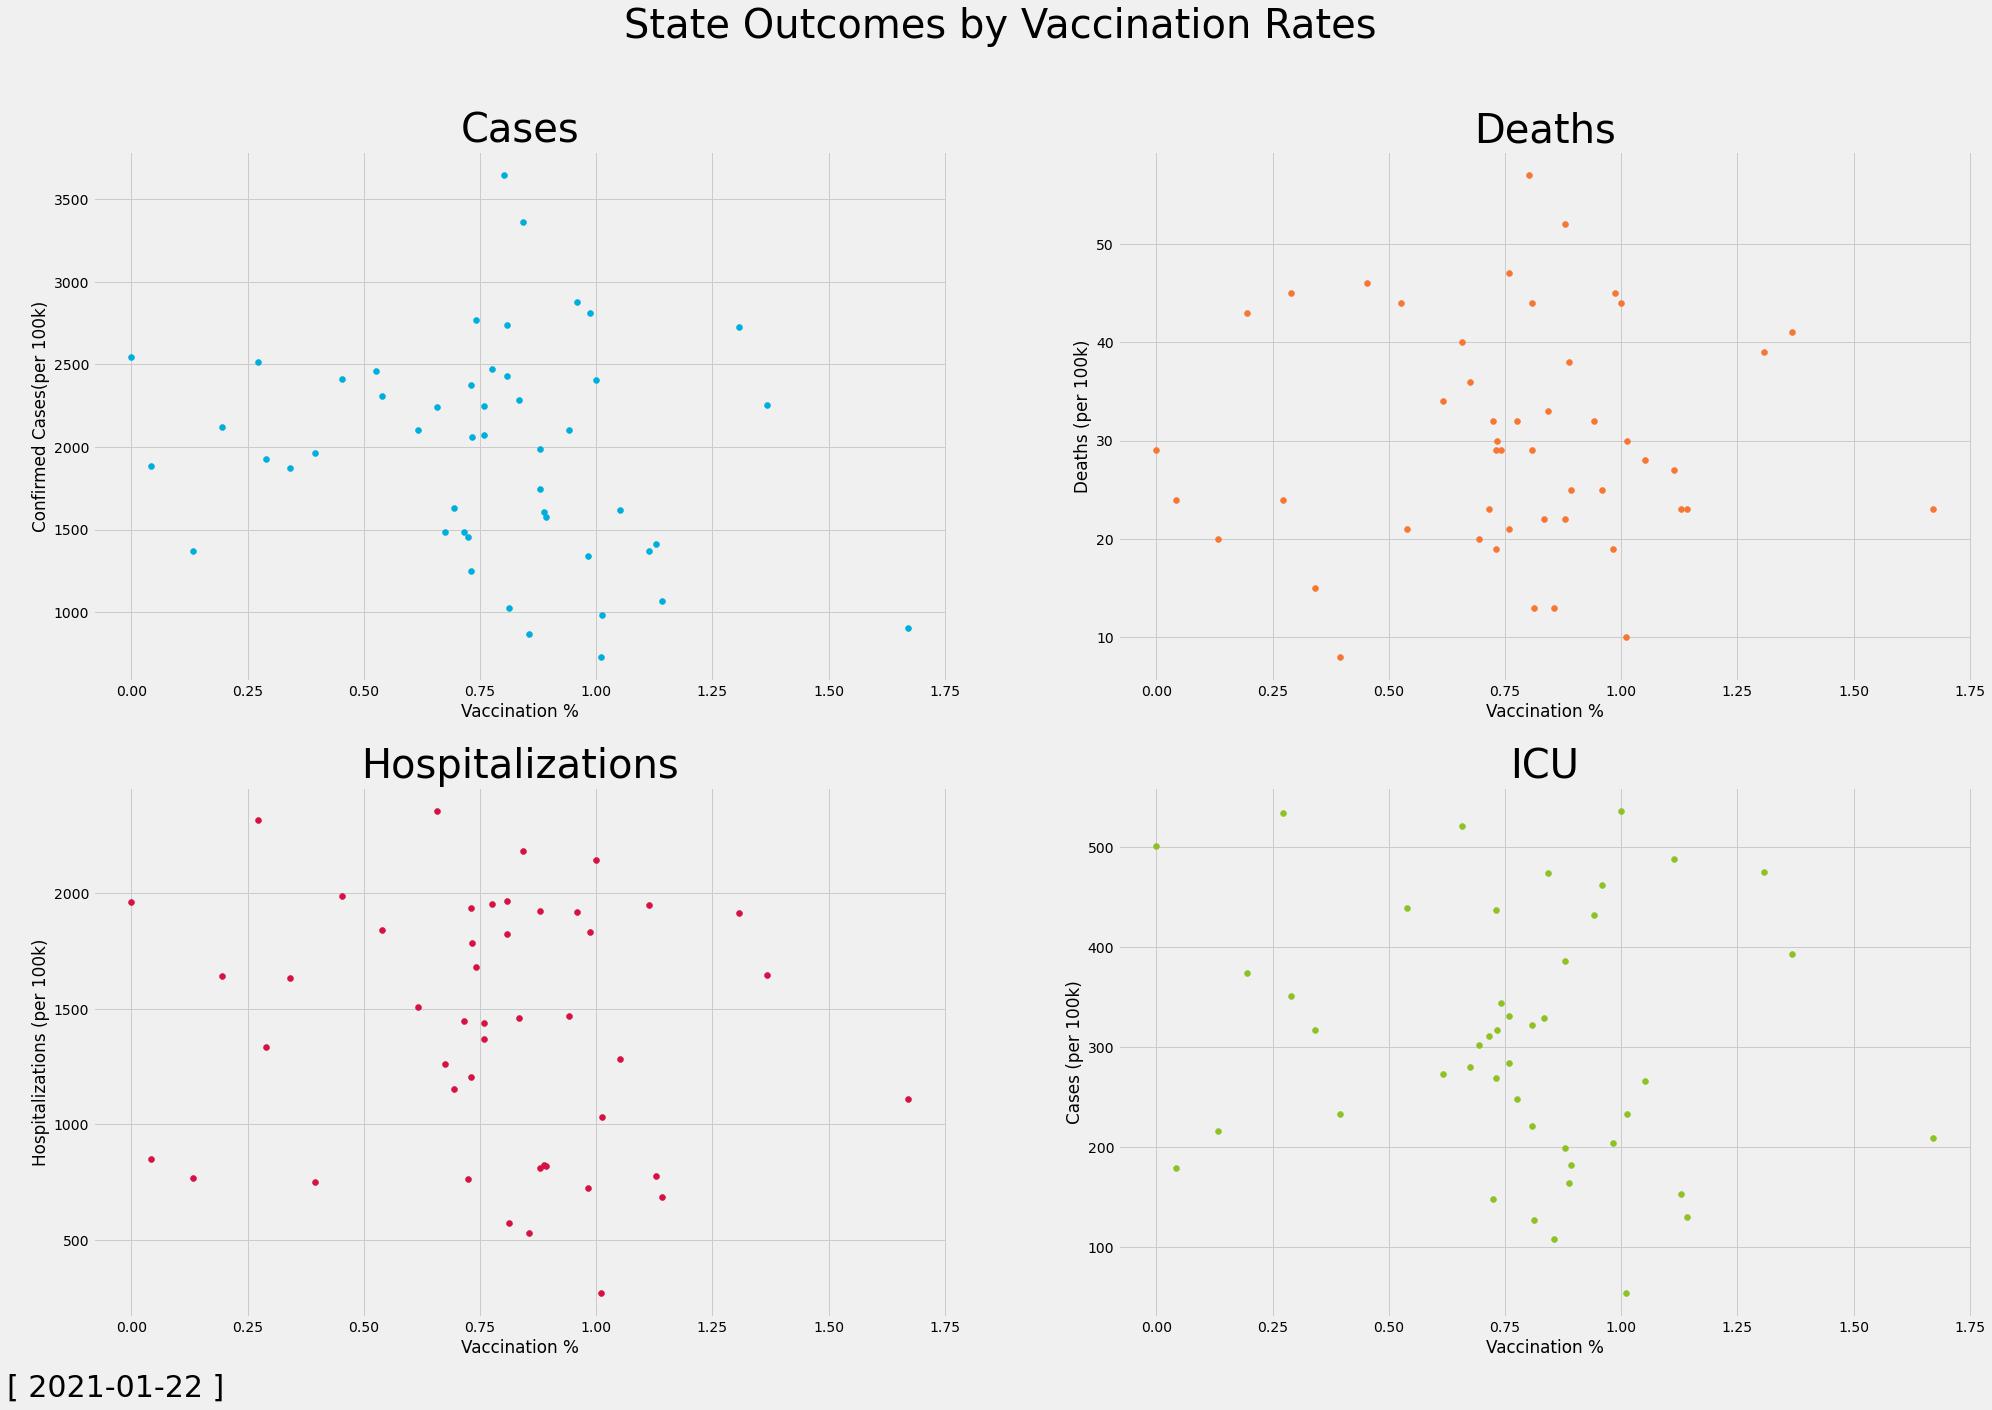 State Outcomes by Vaccination Rates
Cases
Confirmed Cases(per 100k)
3500
3000
2500
2000
1500
1000
0.00 0.25 0.50 0.75 1.00 1.25 1.50 1.75
Vaccination %
Deaths
Deaths (per 100k)
50
40
30
20
10
0.00 0.25 0.50 0.75 1.00 1.25 1.50 1.75
Vaccination %
Hospitalizations
Hospitalizations (per 100k)
2000
1500
1000
500
0.00 0.25 0.50 0.75 1.00 1.25 1.50 1.75
Vaccination %
ICU
Cases (per 100k)
500
400
300
200
100
0.00 0.25 0.50 0.75 1.00 1.25 1.50 1.75
Vaccination %
[ 2021-01-22 ]